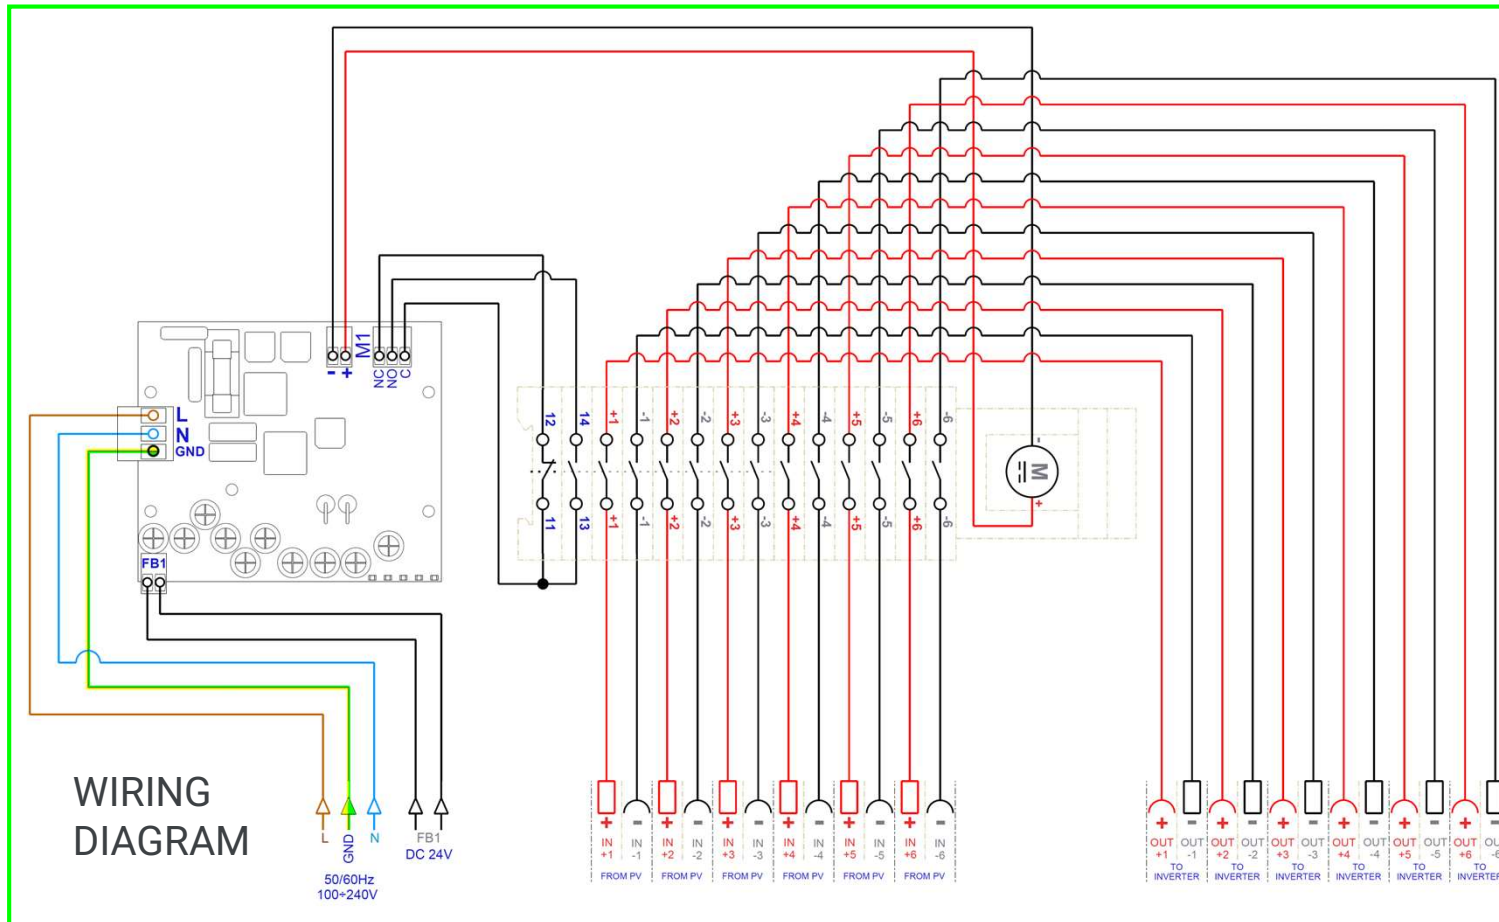 - + M1
NC NO C
L
N
GND
FB1
12 14 +1 -1 +2 -2 +3 -3 +4 -4 +5 -5 +6 -6
- M +
11 13 +1 -1 +2 -2 +3 -3 +4 -4 +5 -5 +6 -6
WIRING
DIAGRAM
L GND N FB1
DC 24V
50/60Hz
100÷240V
+ - + - + - + - + - + -
IN IN IN IN IN IN IN IN IN IN IN IN
+1 -1 +2 -2 +3 -3 +4 -4 +5 -5 +6 -6
FROM PV FROM PV FROM PV FROM PV FROM PV FROM PV
+ - + - + - + - + - + -
OUT OUT OUT OUT OUT OUT OUT OUT OUT OUT OUT OUT
+1 -1 +2 -2 +3 -3 +4 -4 +5 -5 +6 -6
TO TO TO TO TO TO
INVERTER INVERTER INVERTER INVERTER INVERTER INVERTER